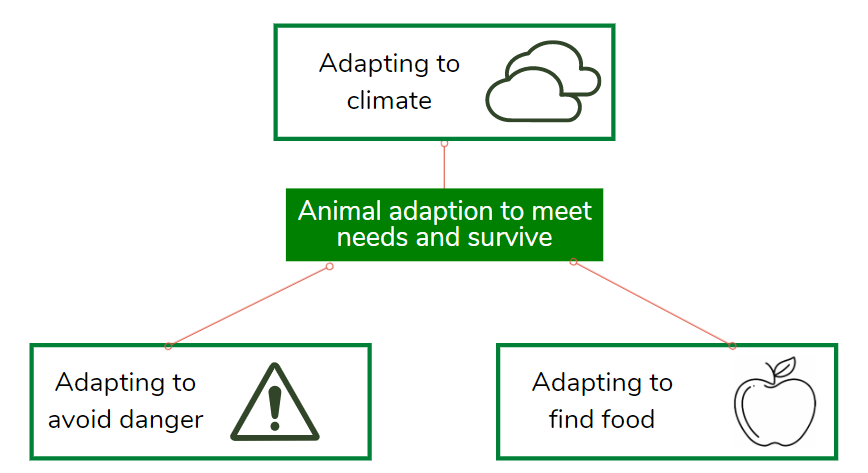 Adapting to
climate
Animal adaption to meet
needs and survive
Adapting to
avoid danger
Adapting to
find food